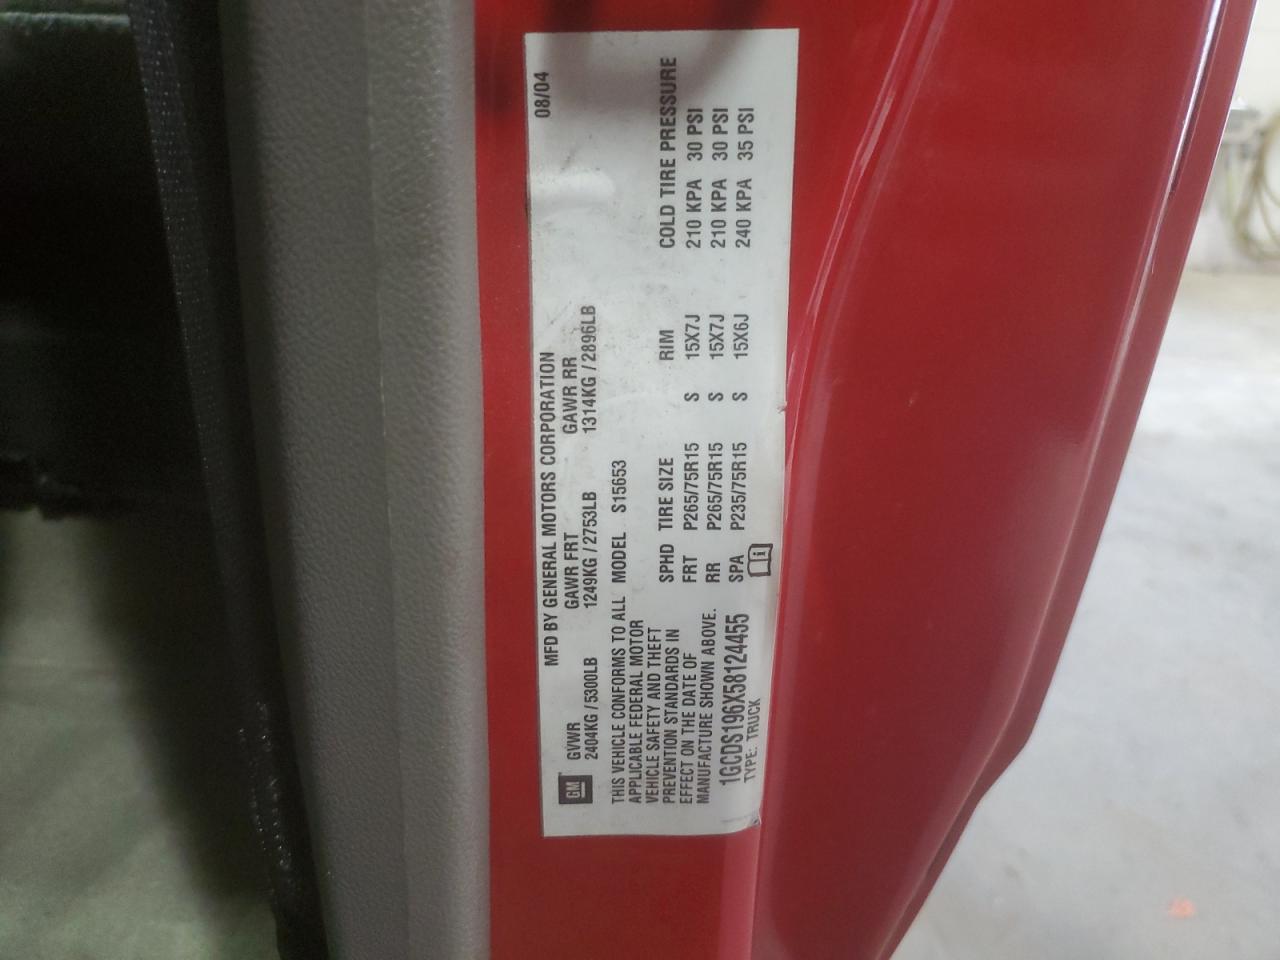 MFD BY GENERAL MOTORS CORPORATION 08/04
GM
GVWR GAWR FRT GAWR RR
2404KG / 5300LB 1249KG / 2753LB 1314KG / 2896LB
THIS VEHICLE CONFORMS TO ALL
APPLICABLE FEDERAL MOTOR
VEHICLE SAFETY AND THEFT
PREVENTION STANDARDS IN
EFFECT ON THE DATE OF
MANUFACTURE SHOWN ABOVE.
1GCDS196X58124455
TYPE: TRUCK
MODEL S15653
SPHD TIRE SIZE RIM COLD TIRE PRESSURE
FRT P265/75R15 S 15X7J 210 KPA 30 PSI
RR P265/75R15 S 15X7J 210 KPA 30 PSI
SPA P235/75R15 S 15X6J 240 KPA 35 PSI
i